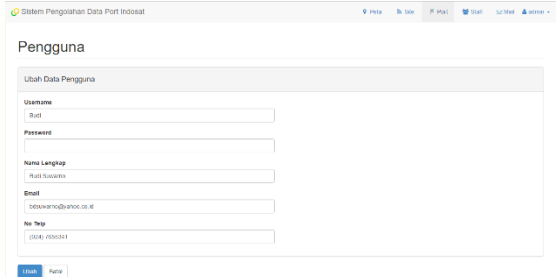 Sistem Pengolahan Data Port Indosat
Peta
Site
Port
Staff
admin
Pengguna
Ubah Data Pengguna
Username
Budi
Password
Nama Lengkap
Budi Suwarno
Email
No Telp
Ubah
Batal